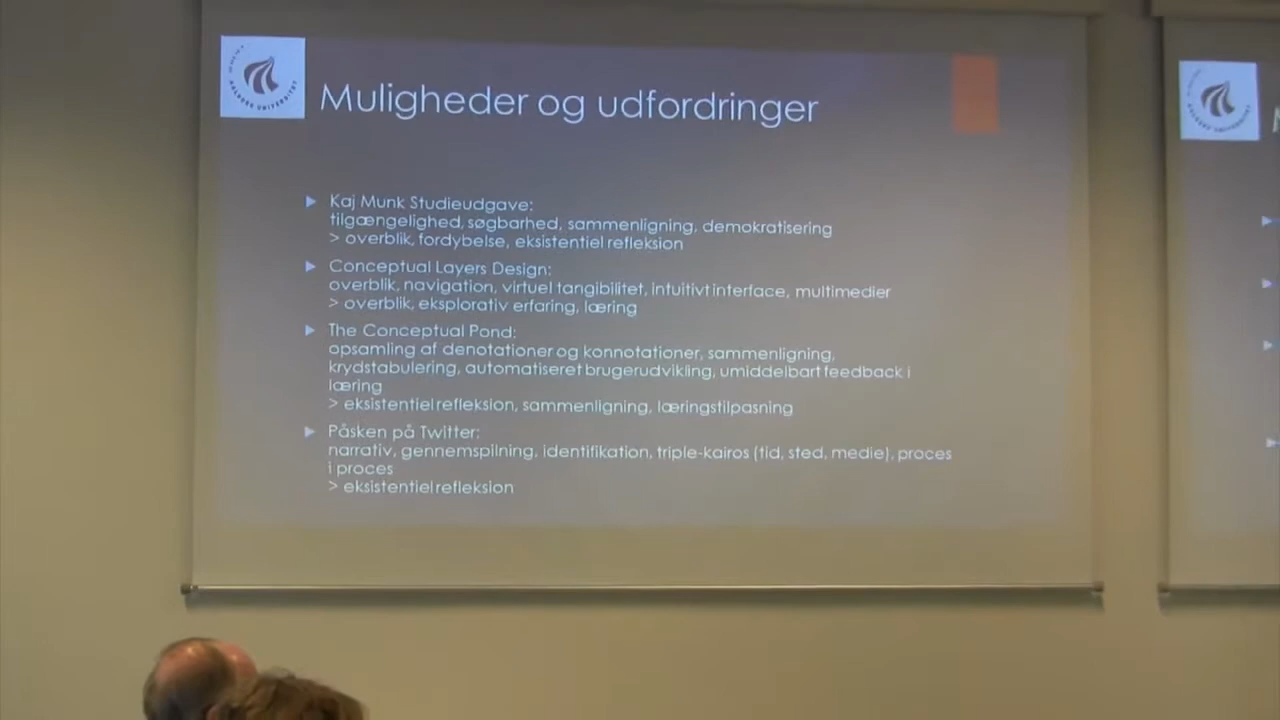 AALBORG UNIVERSITET
Muligheder og udfordringer
Kaj Munk Studieudgave:
tilgængelighed, søgbarhed, sammenligning, demokratisering
> overblik, fordybelse, eksistentiel refleksion
Conceptual Layers Design:
overblik, navigation, virtuel tangibilitet, intuitivt interface, multimedier
> overblik, eksplorativ erfaring, læring
The Conceptual Pond:
opsamling af denotationer og konnotationer, sammenligning,
krydstabulering, automatiseret brugerudvikling, umiddelbart feedback i
læring
> eksistentiel refleksion, sammenligning, læringstilpasning
Påsken på Twitter:
narrativ, gennemspilning, identifikation, triple-kairos (tid, sted, medie), proces
i proces
> eksistentiel refleksion